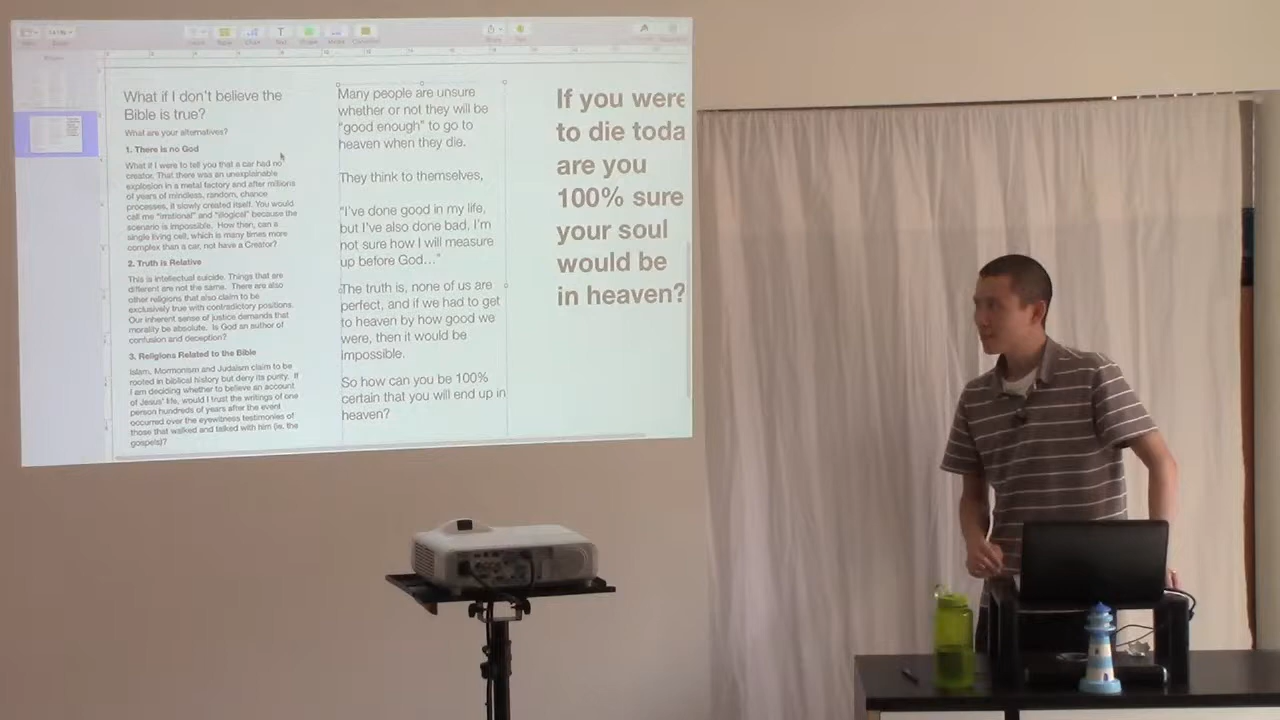 What if I don't believe the
Bible is true?
What are your alternatives?
1. There is no God
What if I were to tell you that a car had no
creator. That there was an unexplainable
explosion in a metal factory and after millions
of years of mindless, random, chance
processes, it slowly created itself. You would
call me "irrational" and "illogical" because the
scenario is impossible. How then, can a
single living cell, which is many times more
complex than a car, not have a Creator?
2. Truth is Relative
This is intellectual suicide. Things that are
different are not the same. There are also
other religions that also claim to be
exclusively true with contradictory positions.
Our inherent sense of justice demands that
morality be absolute. Is God an author of
confusion and deception?
3. Religions Related to the Bible
Islam, Mormonism and Judaism claim to be
rooted in biblical history but deny its purity. If
I am deciding whether to believe an account
of Jesus' life, would I trust the writings of one
person hundreds of years after the event
occurred over the eyewitness testimonies of
those that walked and talked with him (ie. the
gospels)?
Many people are unsure
whether or not they will be
"good enough" to go to
heaven when they die.
They think to themselves,
"I've done good in my life,
but I've also done bad, I'm
not sure how I will measure
up before God…"
The truth is, none of us are
perfect, and if we had to get
to heaven by how good we
were, then it would be
impossible.
So how can you be 100%
certain that you will end up in
heaven?
If you were
to die toda
are you
100% sure
your soul
would be
in heaven?